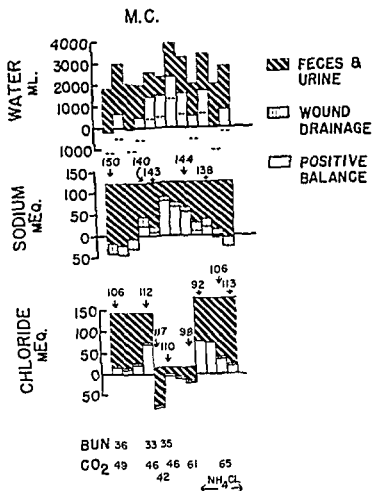 M.C.
WATER
ML.
4000
3000
2000
1000
0
1000
FECES &
URINE
WOUND
DRAINAGE
POSITIVE
BALANCE
150 140 143 144 138
SODIUM
MEQ.
150
100
50
0
50
106 112 117 110 98 92 106 113
CHLORIDE
MEQ.
150
100
50
0
50
BUN 36 33 35
CO2 49 46 42 46 61 65
NH4CL